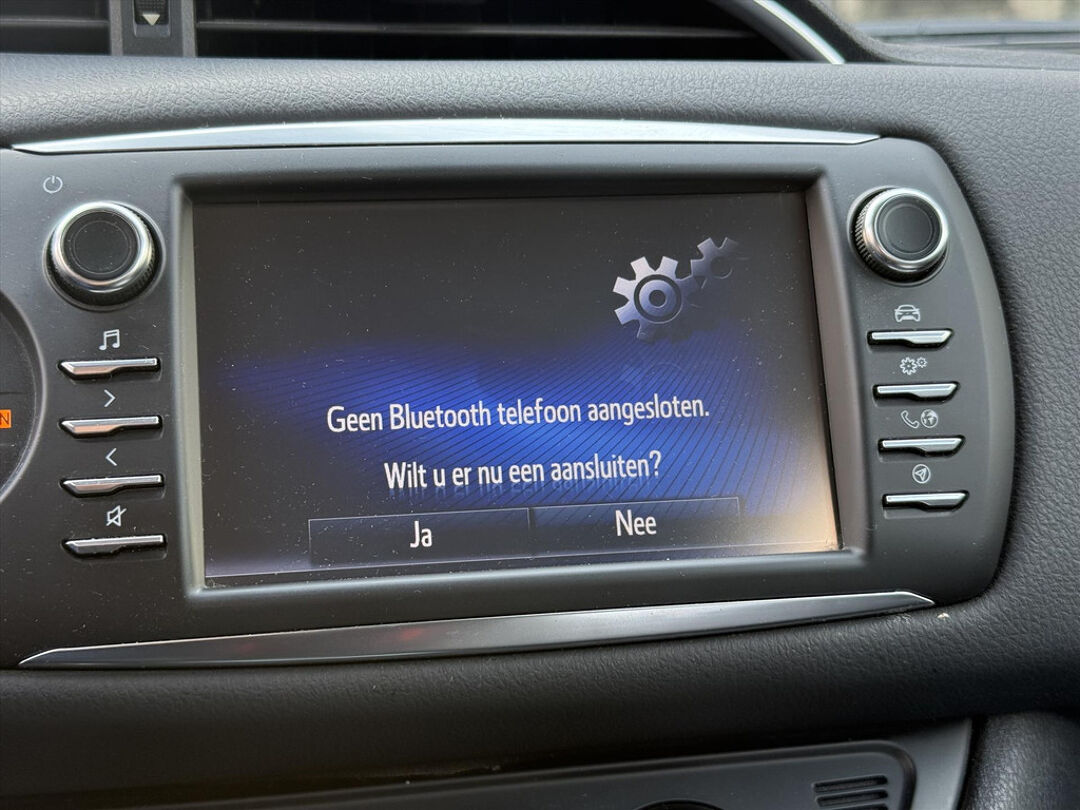 Geen Bluetooth telefoon aangesloten.
Wilt u er nu een aansluiten?
Ja
Nee